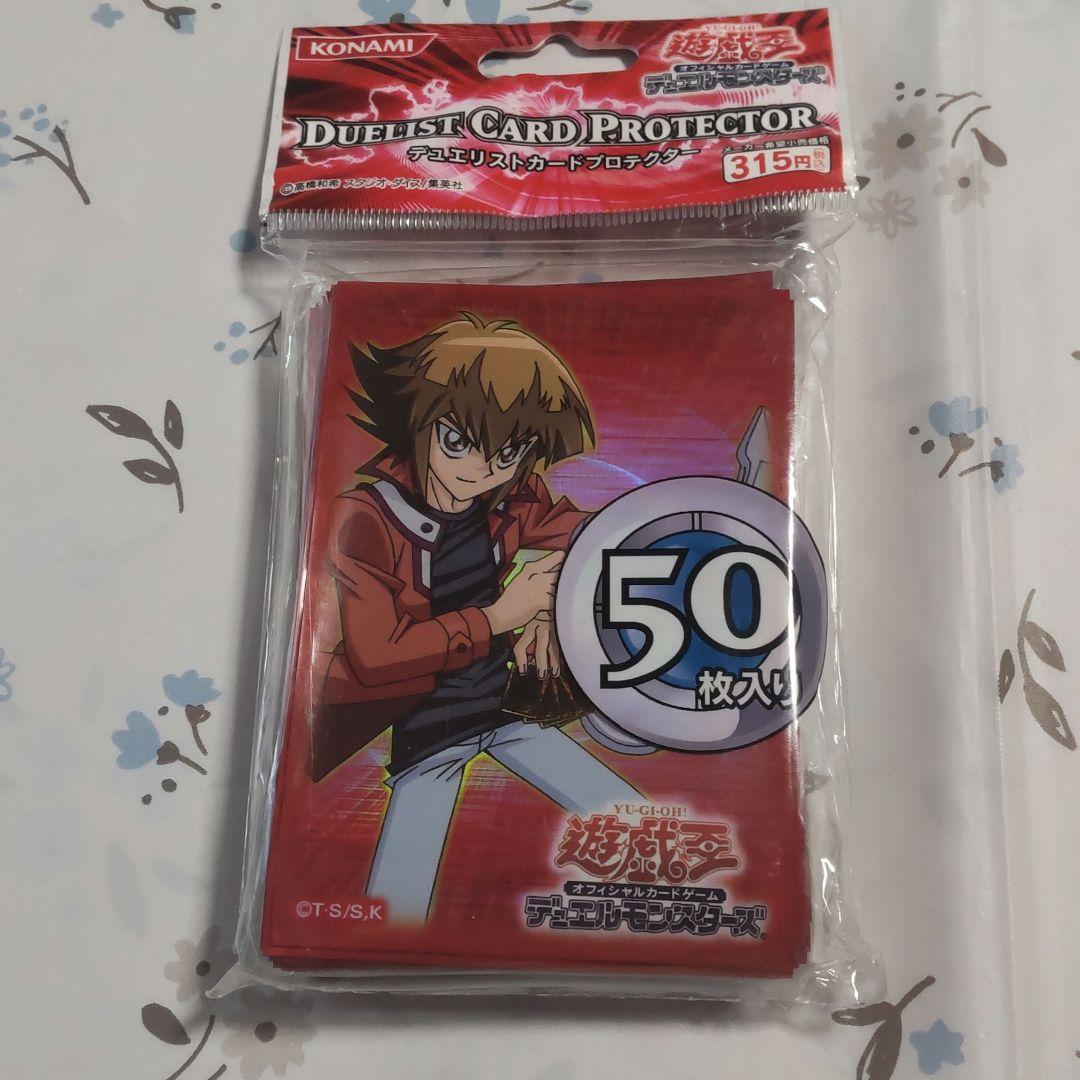 KONAMI
YU-GI-OH!
遊戯王
オフィシャルカードゲーム
デュエルモンスターズ
DUELIST CARD PROTECTOR
デュエリストカードプロテクター
メーカー希望小売価格
315円税込
©高橋和希 スタジオ・ダイス/集英社
50
枚入り
YU-GI-OH!
遊戯王
オフィシャルカードゲーム
デュエルモンスターズ
©T・S/S,K